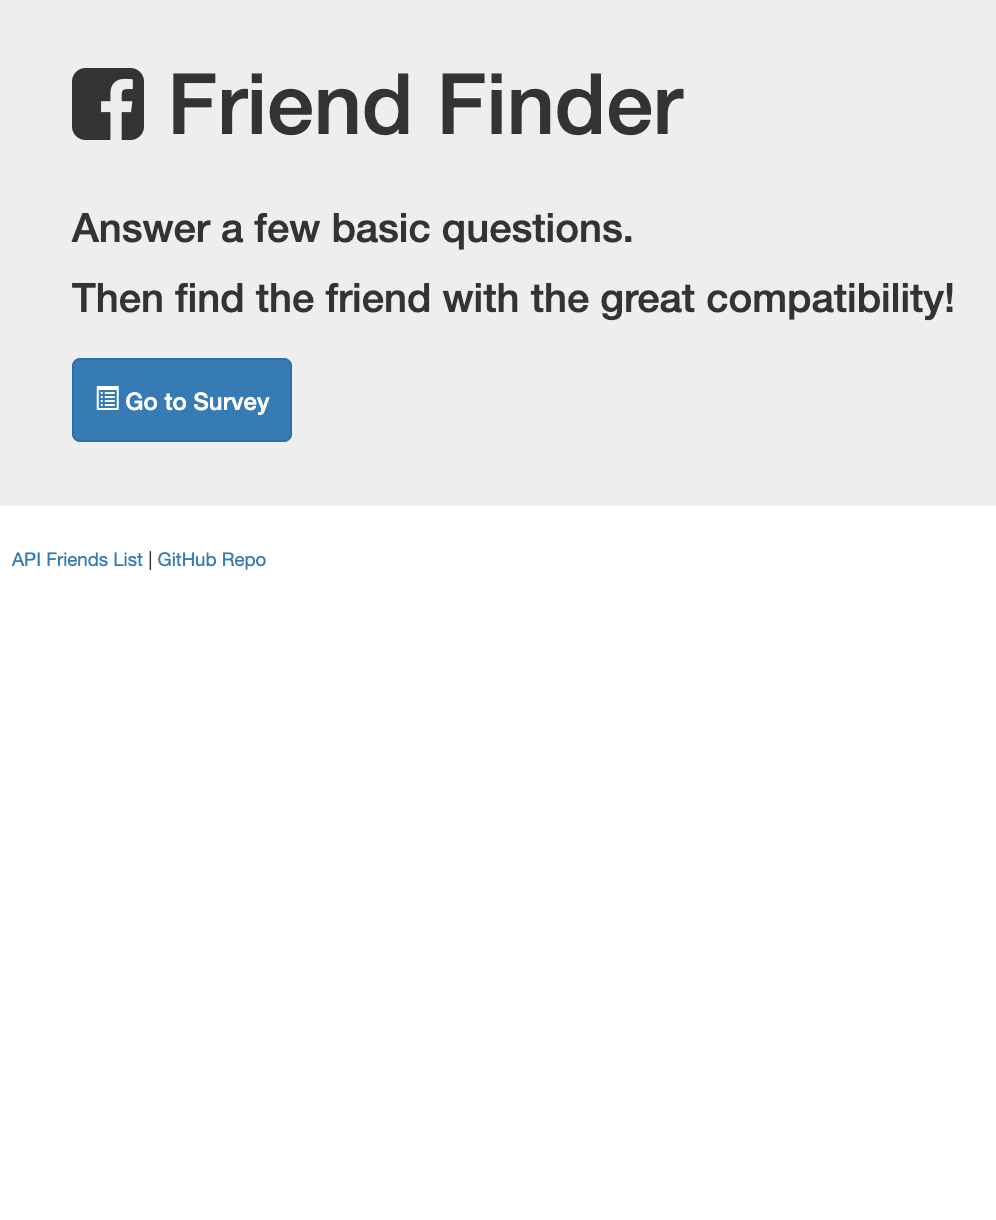 Friend Finder
Answer a few basic questions.
Then find the friend with the great compatibility!
Go to Survey
API Friends List | GitHub Repo